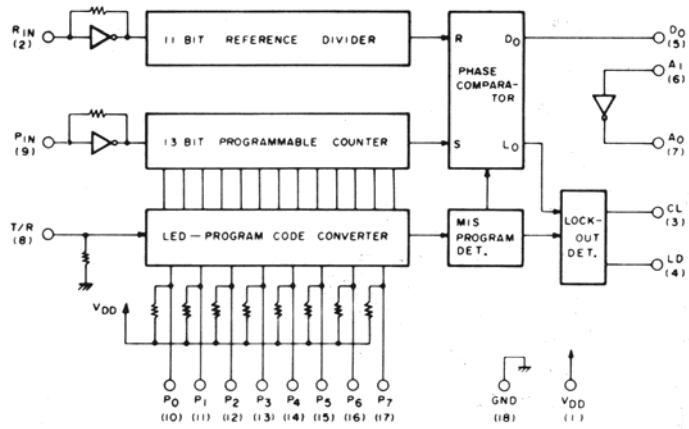 RIN
(2)
11 BIT REFERENCE DIVIDER
R DO
PHASE
COMPARA-
TOR
S LO
DO
(5)
AI
(6)
AO
(7)
PIN
(9)
13 BIT PROGRAMMABLE COUNTER
T/R
(8)
LED — PROGRAM CODE CONVERTER
MIS
PROGRAM
DET.
LOCK-
OUT
DET.
CL
(3)
LD
(4)
VDD
P0 P1 P2 P3 P4 P5 P6 P7
(10) (11) (12) (13) (14) (15) (16) (17)
GND
(18)
VDD
(1)